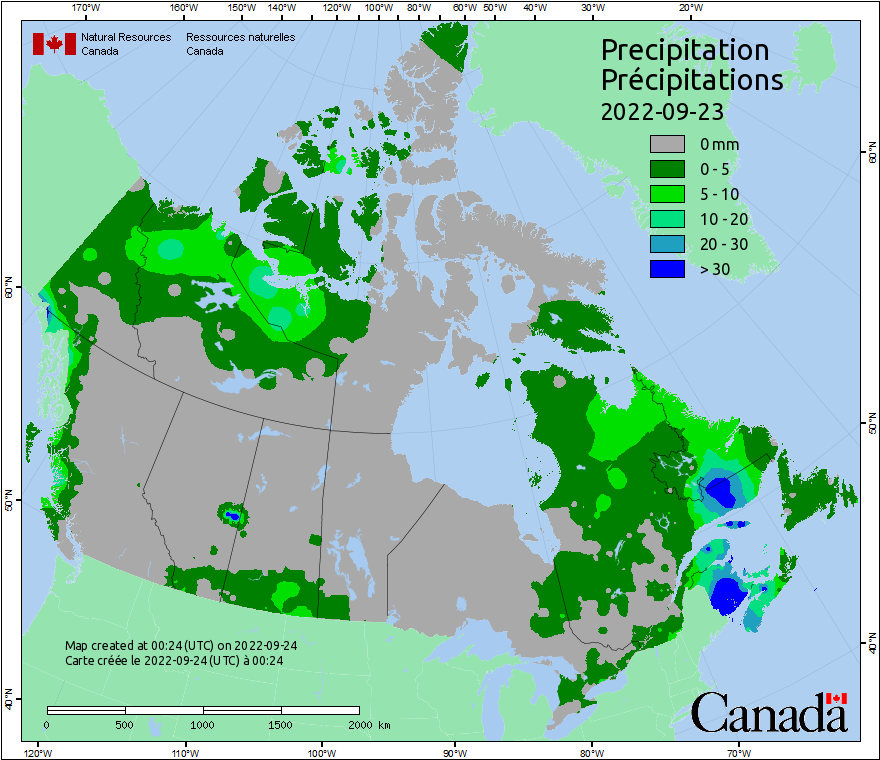 170°W 160°W 150°W 140°W 120°W 100°W 80°W 60°W 50°W 40°W 30°W 20°W
Natural Resources Ressources naturelles
Canada Canada
Precipitation
Précipitations
2022-09-23
0 mm
0 - 5
5 - 10
10 - 20
20 - 30
> 30
60°N
60°N
50°N
50°N
40°N
40°N
Map created at 00:24 (UTC) on 2022-09-24
Carte créée le 2022-09-24 (UTC) à 00:24
0 500 1000 1500 2000 km
Canada
120°W 110°W 100°W 90°W 80°W 70°W